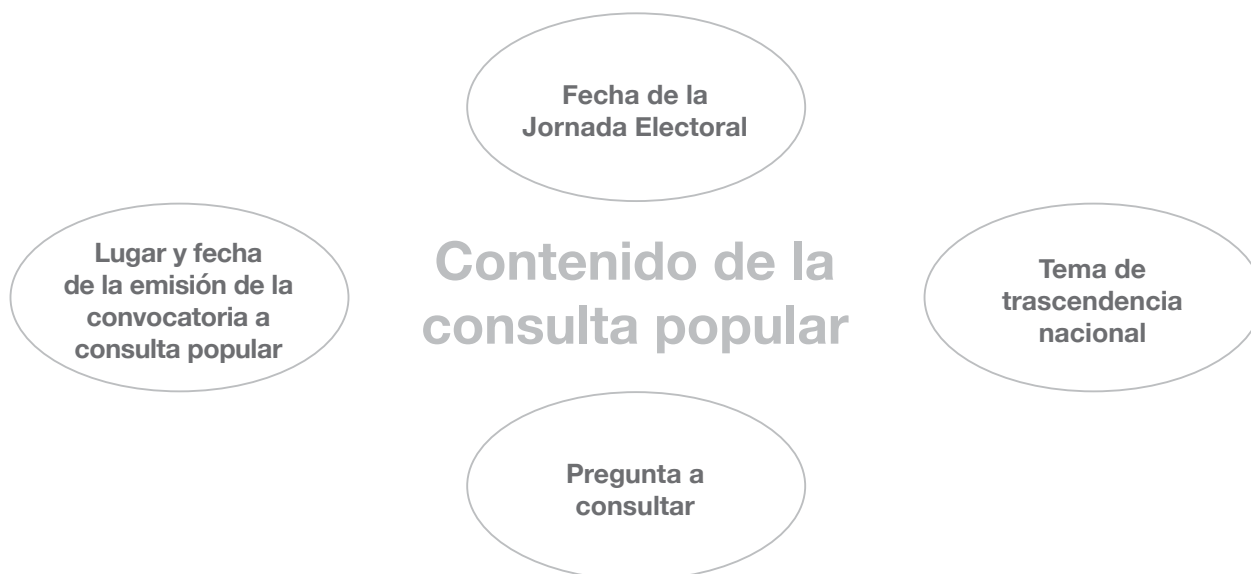 Fecha de la
Jornada Electoral
Lugar y fecha
de la emisión de la
convocatoria a
consulta popular
Contenido de la
consulta popular
Tema de
trascendencia
nacional
Pregunta a
consultar